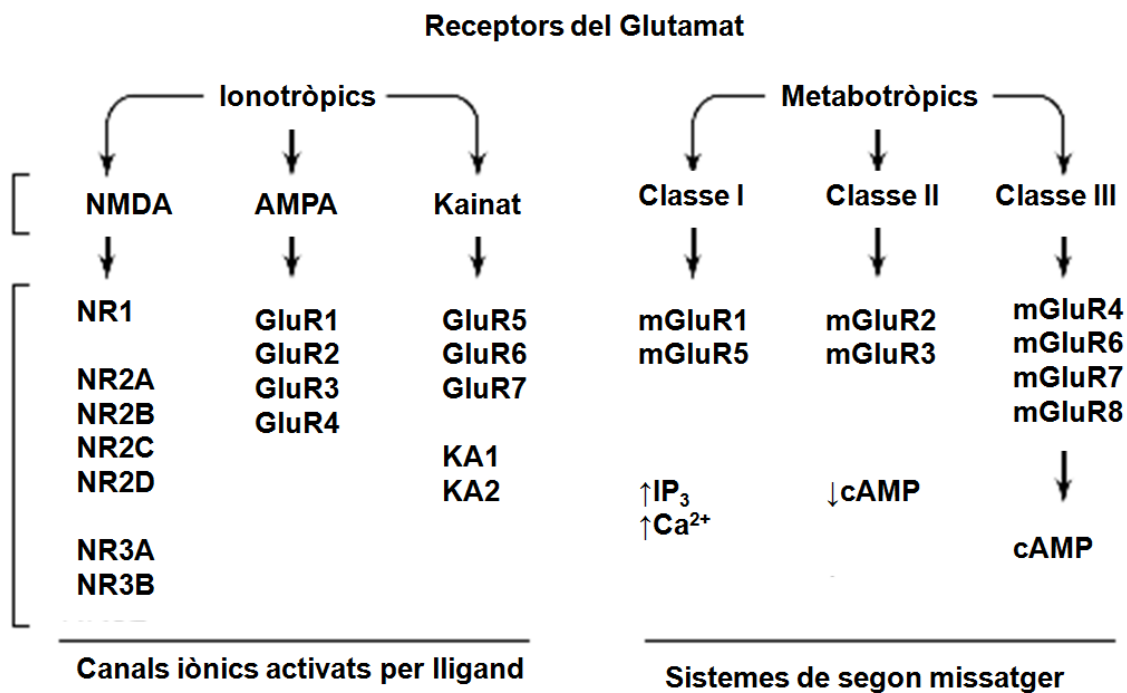 Receptors del Glutamat
Ionotròpics
Metabotròpics
NMDA
AMPA
Kainat
Classe I
Classe II
Classe III
NR1
NR2A
NR2B
NR2C
NR2D
NR3A
NR3B
GluR1
GluR2
GluR3
GluR4
GluR5
GluR6
GluR7
KA1
KA2
mGluR1
mGluR5
↑IP₃
↑Ca²⁺
mGluR2
mGluR3
↓cAMP
mGluR4
mGluR6
mGluR7
mGluR8
cAMP
Canals iònics activats per lligand
Sistemes de segon missatger